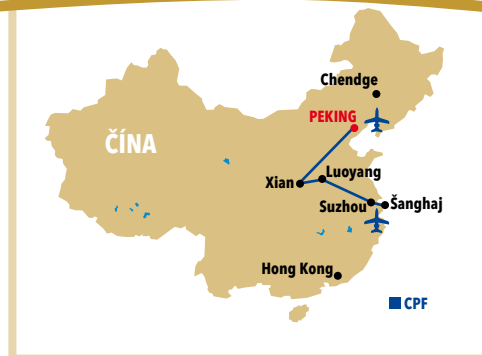 Chendge
PEKING
ČÍNA
Luoyang
Xian
Suzhou
Šanghaj
Hong Kong
CPF